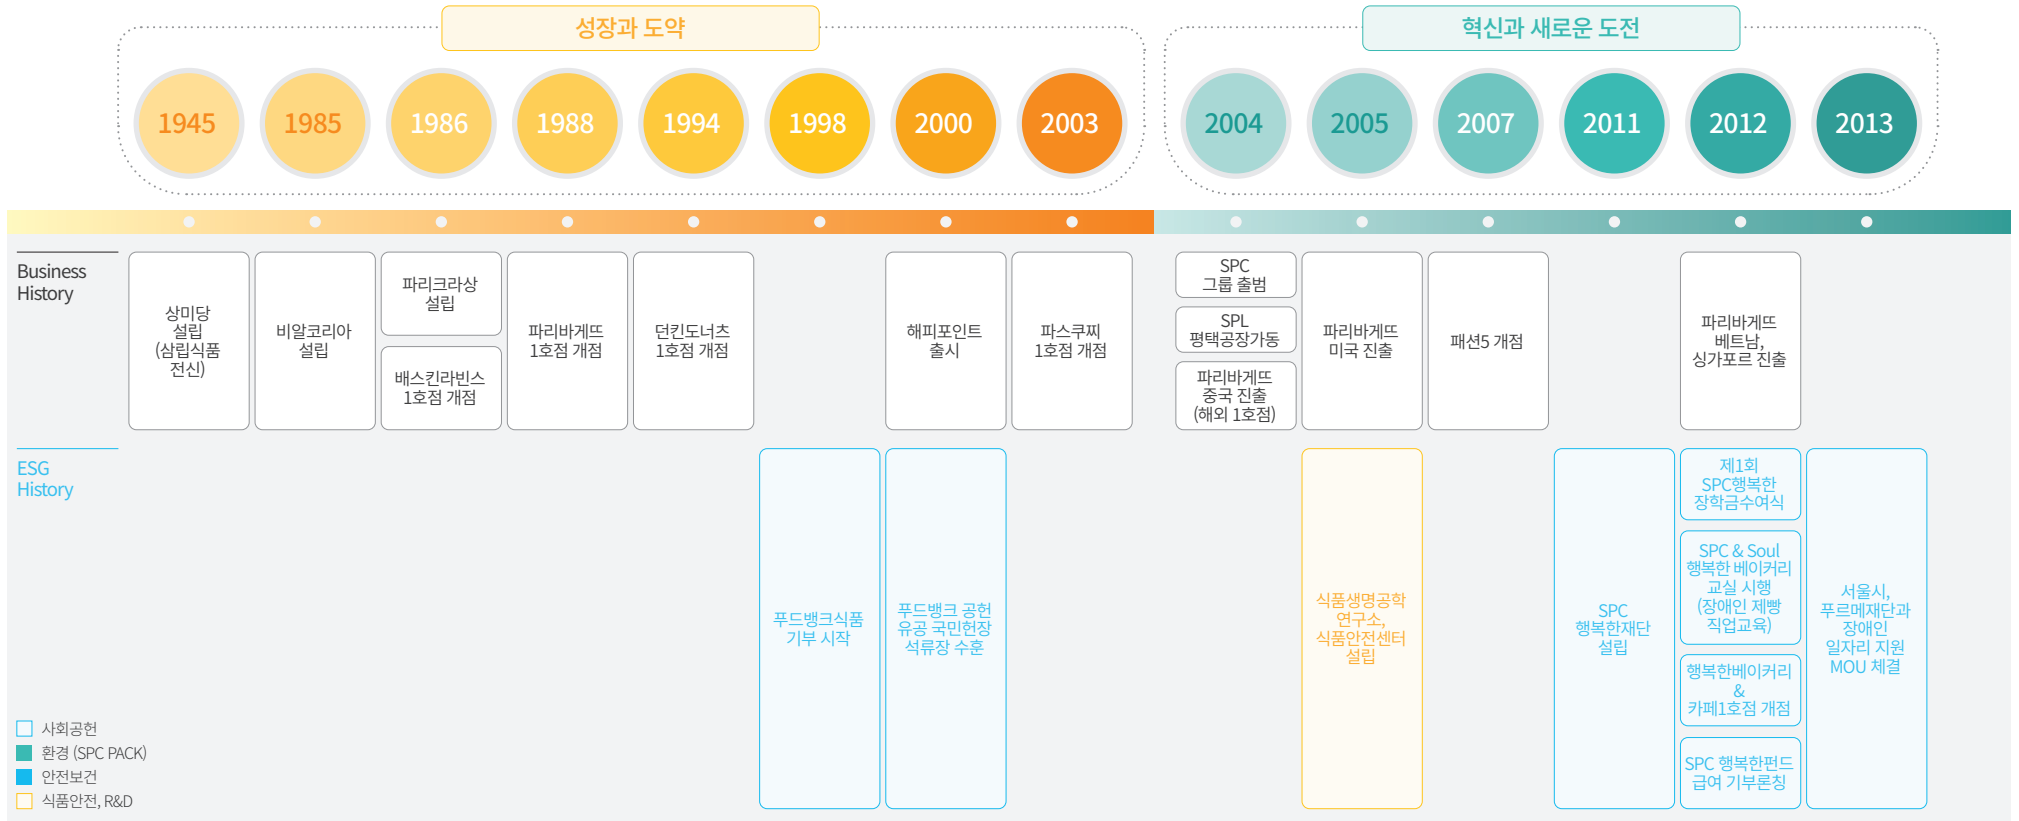 성장과 도약
혁신과 새로운 도전
1945
1985
1986
1988
1994
1998
2000
2003
2004
2005
2007
2011
2012
2013
Business
History
상미당
설립
(삼립식품
전신)
비알코리아
설립
파리크라상
설립
배스킨라빈스
1호점 개점
파리바게뜨
1호점 개점
던킨도너츠
1호점 개점
해피포인트
출시
파스쿠찌
1호점 개점
SPC
그룹 출범
SPL
평택공장가동
파리바게뜨
중국 진출
(해외 1호점)
파리바게뜨
미국 진출
패션5 개점
파리바게뜨
베트남,
싱가포르 진출
ESG
History
푸드뱅크식품
기부 시작
푸드뱅크 공헌
유공 국민헌장
석류장 수훈
식품생명공학
연구소,
식품안전센터
설립
SPC
행복한재단
설립
제1회
SPC행복한
장학금수여식
SPC & Soul
행복한 베이커리
교실 시행
(장애인 제빵
직업교육)
행복한베이커리
&
카페1호점 개점
SPC 행복한펀드
급여 기부론칭
서울시,
푸르메재단과
장애인
일자리 지원
MOU 체결
사회공헌
환경 (SPC PACK)
안전보건
식품안전, R&D